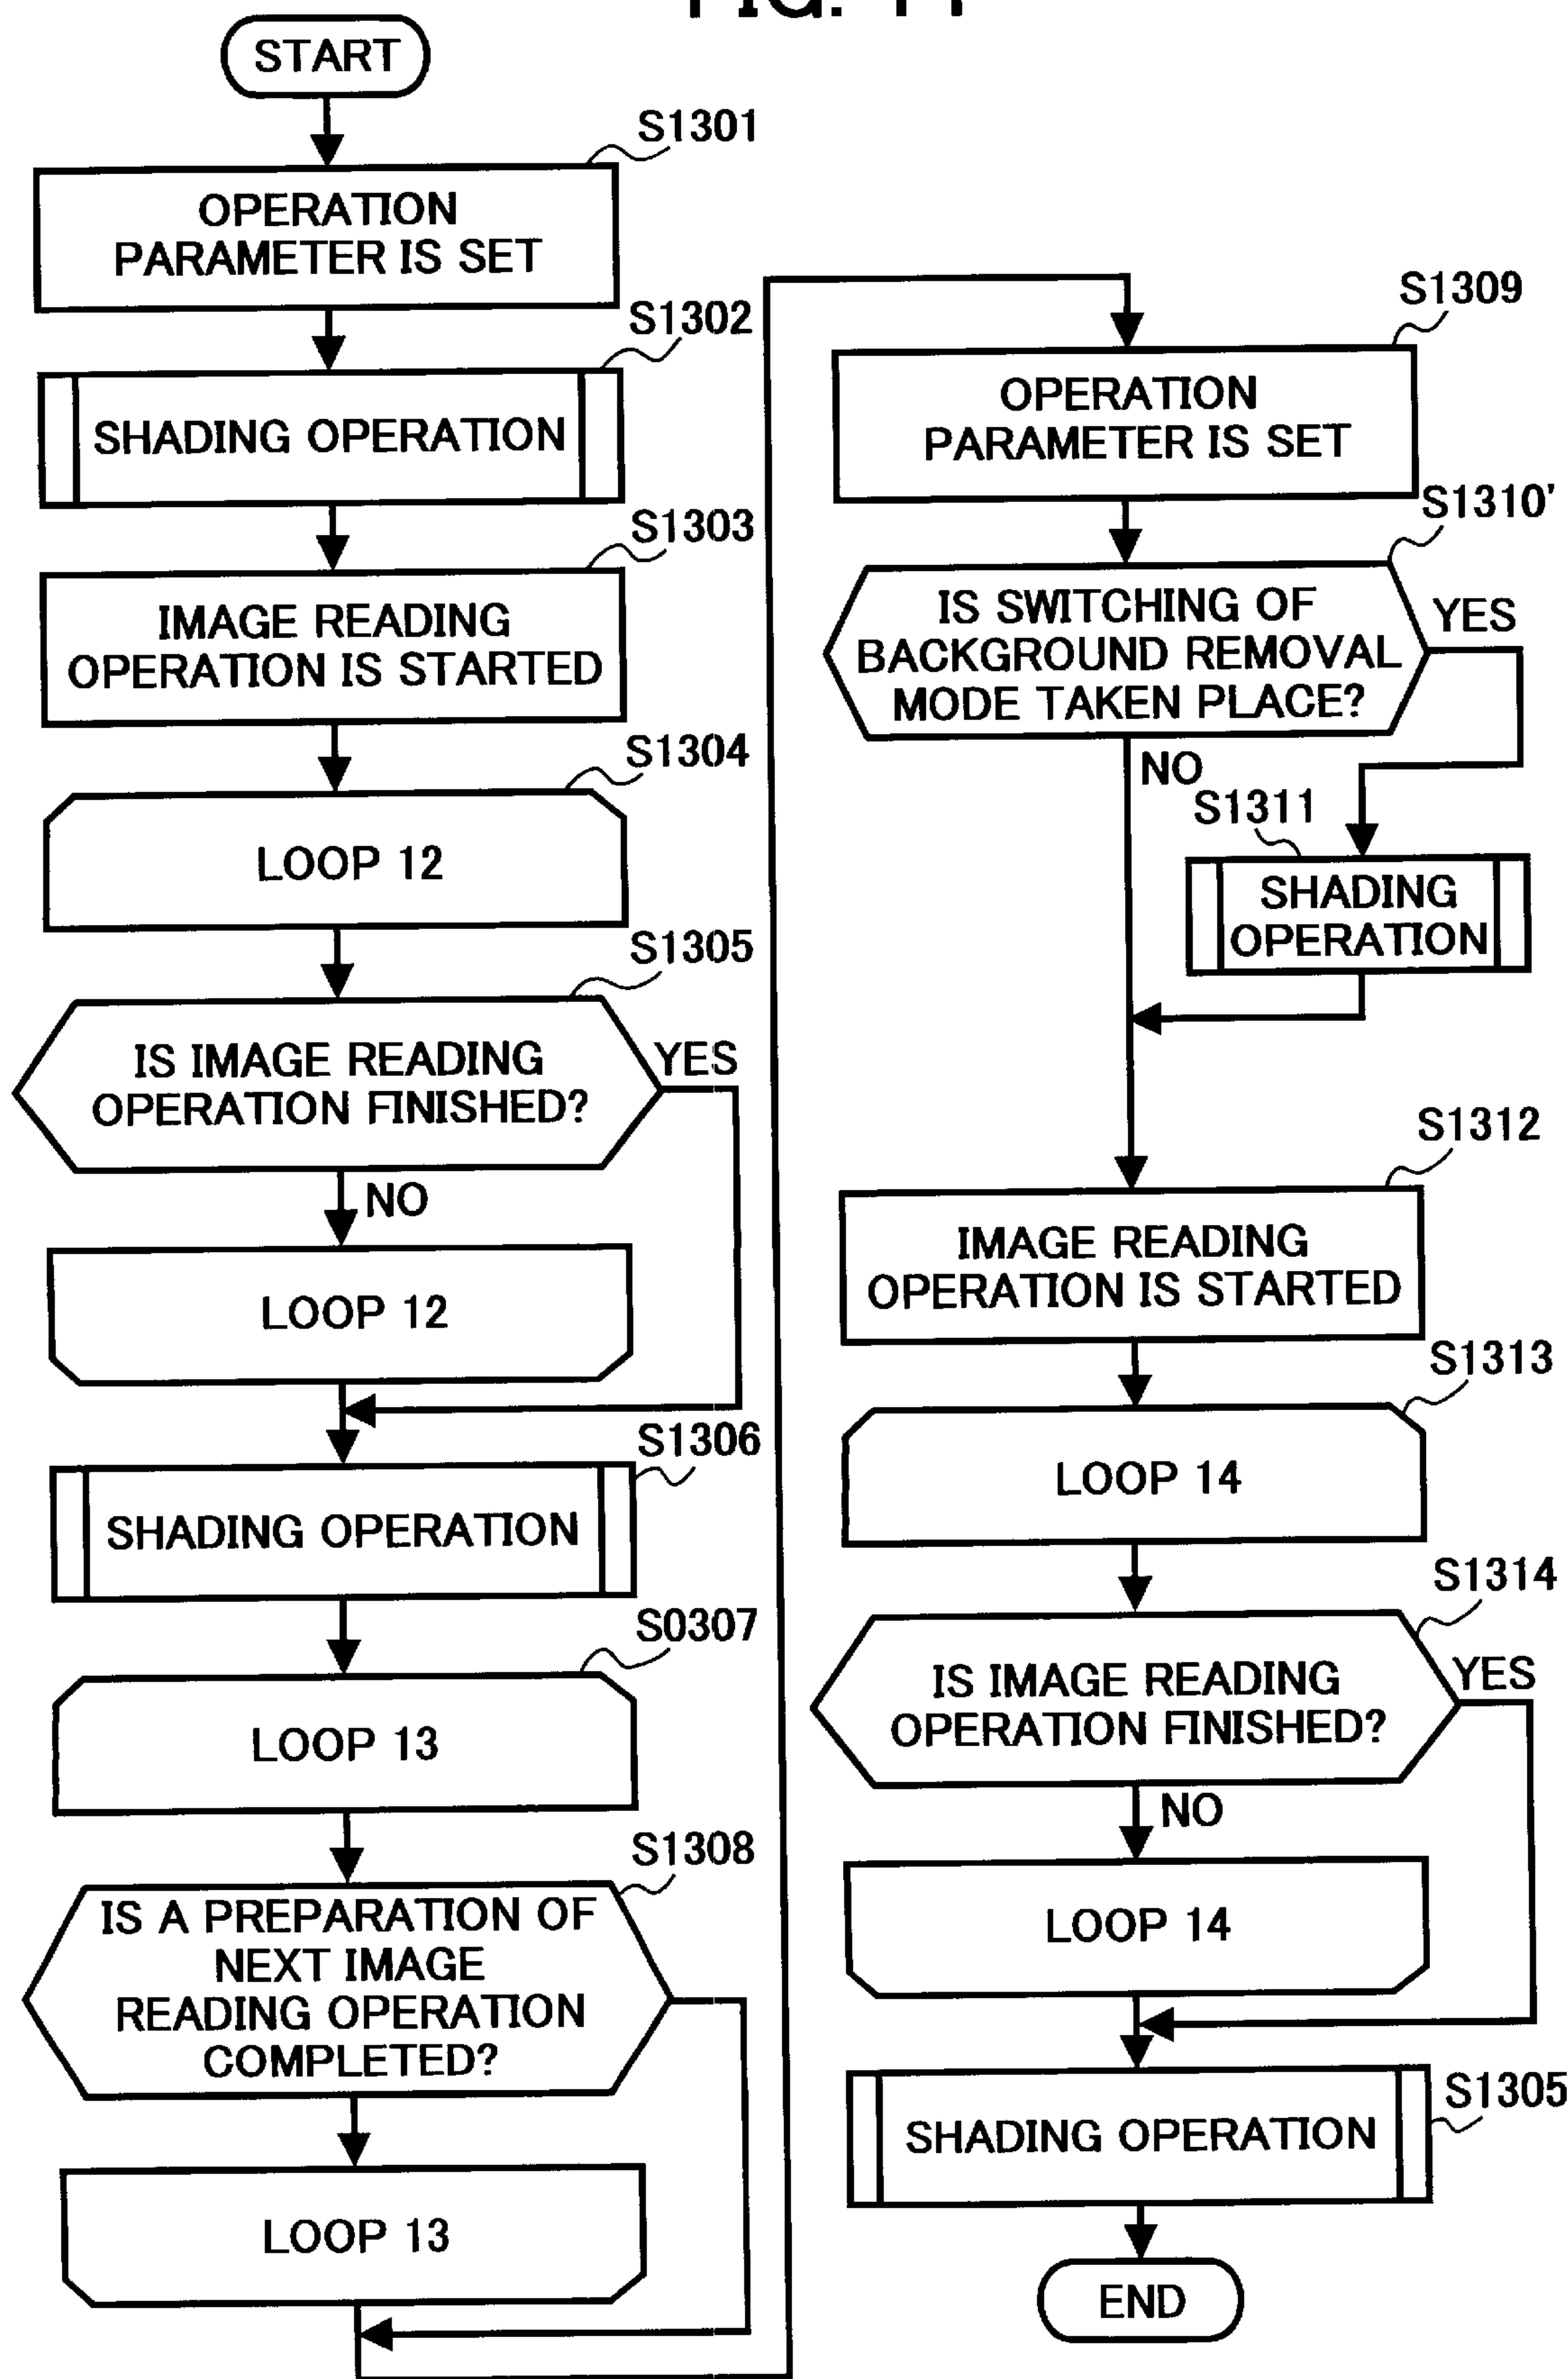 START
S1301
OPERATION
PARAMETER IS SET
S1302
SHADING OPERATION
S1303
IMAGE READING
OPERATION IS STARTED
S1304
LOOP 12
S1305
IS IMAGE READING
OPERATION FINISHED?
YES
NO
LOOP 12
S1306
SHADING OPERATION
S0307
LOOP 13
S1308
IS A PREPARATION OF
NEXT IMAGE
READING OPERATION
COMPLETED?
LOOP 13
S1309
OPERATION
PARAMETER IS SET
S1310'
IS SWITCHING OF
BACKGROUND REMOVAL
MODE TAKEN PLACE?
YES
NO
S1311
SHADING
OPERATION
S1312
IMAGE READING
OPERATION IS STARTED
S1313
LOOP 14
S1314
IS IMAGE READING
OPERATION FINISHED?
YES
NO
LOOP 14
S1305
SHADING OPERATION
END